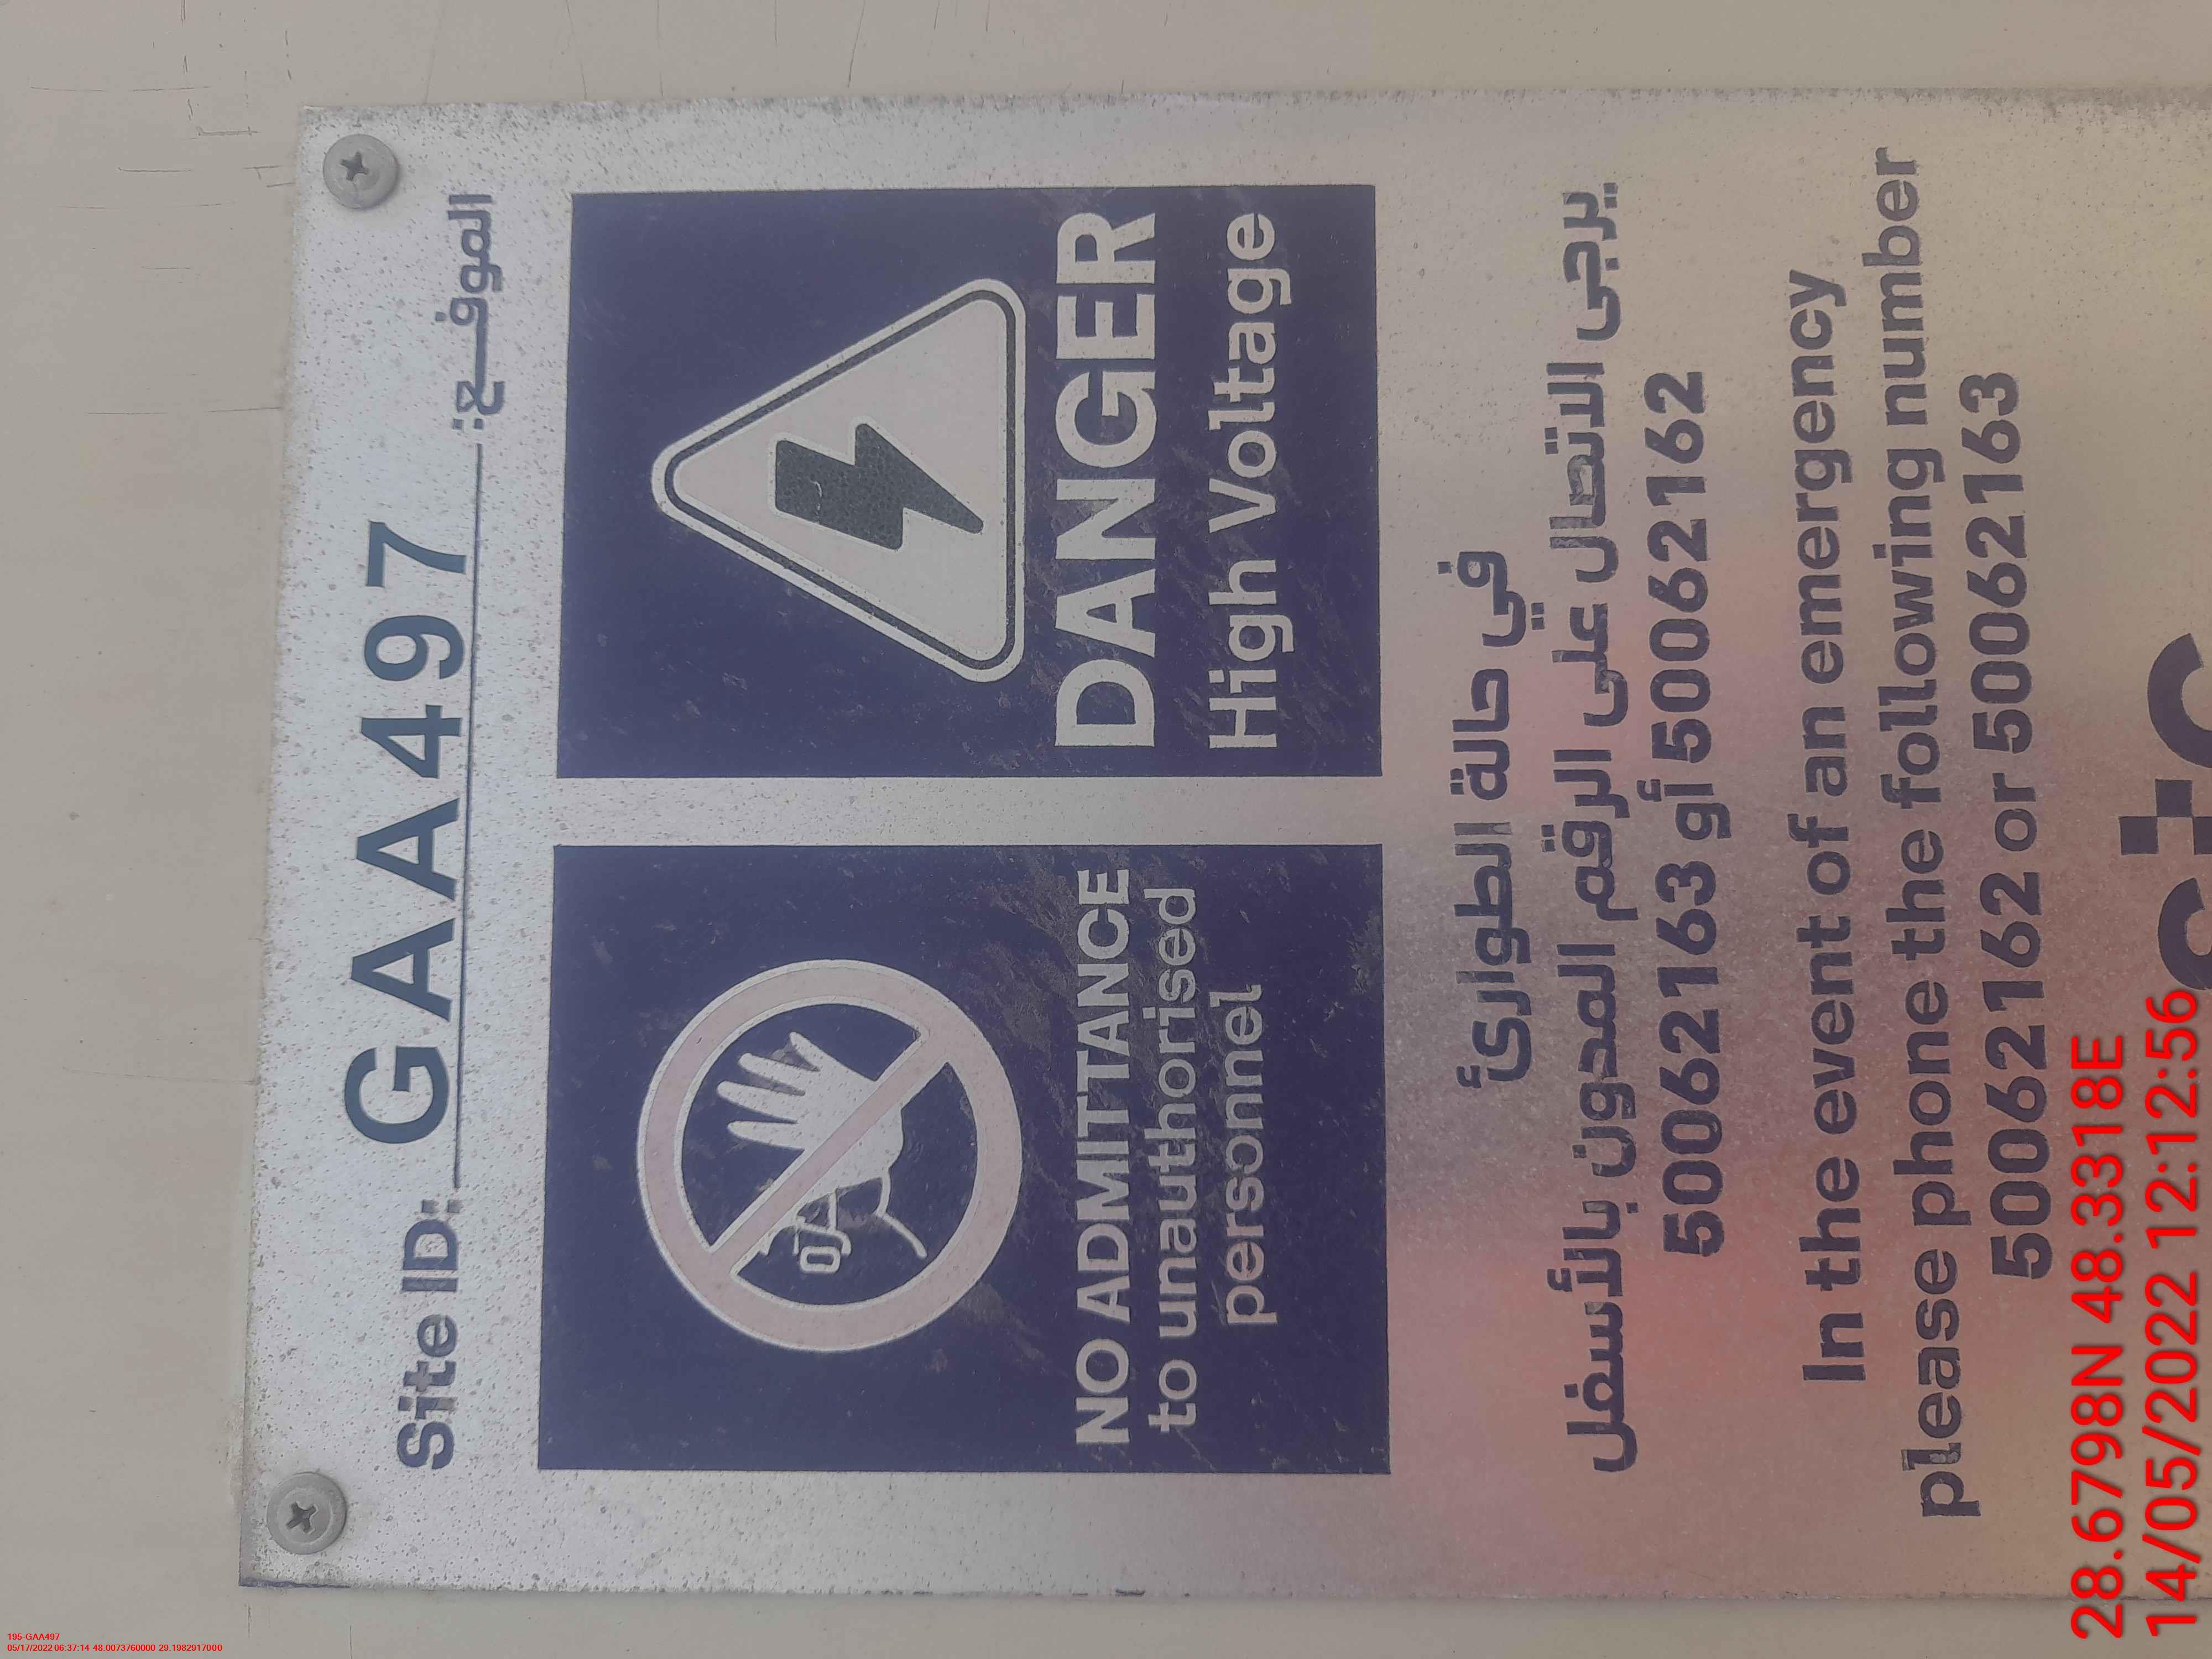 Site ID: GAA497 الموقع:
NO ADMITTANCE
to unauthorised
personnel
DANGER
High Voltage
في حالة الطوارئ
يرجى الاتصال على الرقم المدون بالأسفل
50062162 أو 50062163
In the event of an emergency
please phone the following number
50062162 or 50062163
28.6798N 48.3318E
14/05/2022 12:12:56
195-GAA497
05/17/2022 06:37:14 48.0073760000 29.1982917000